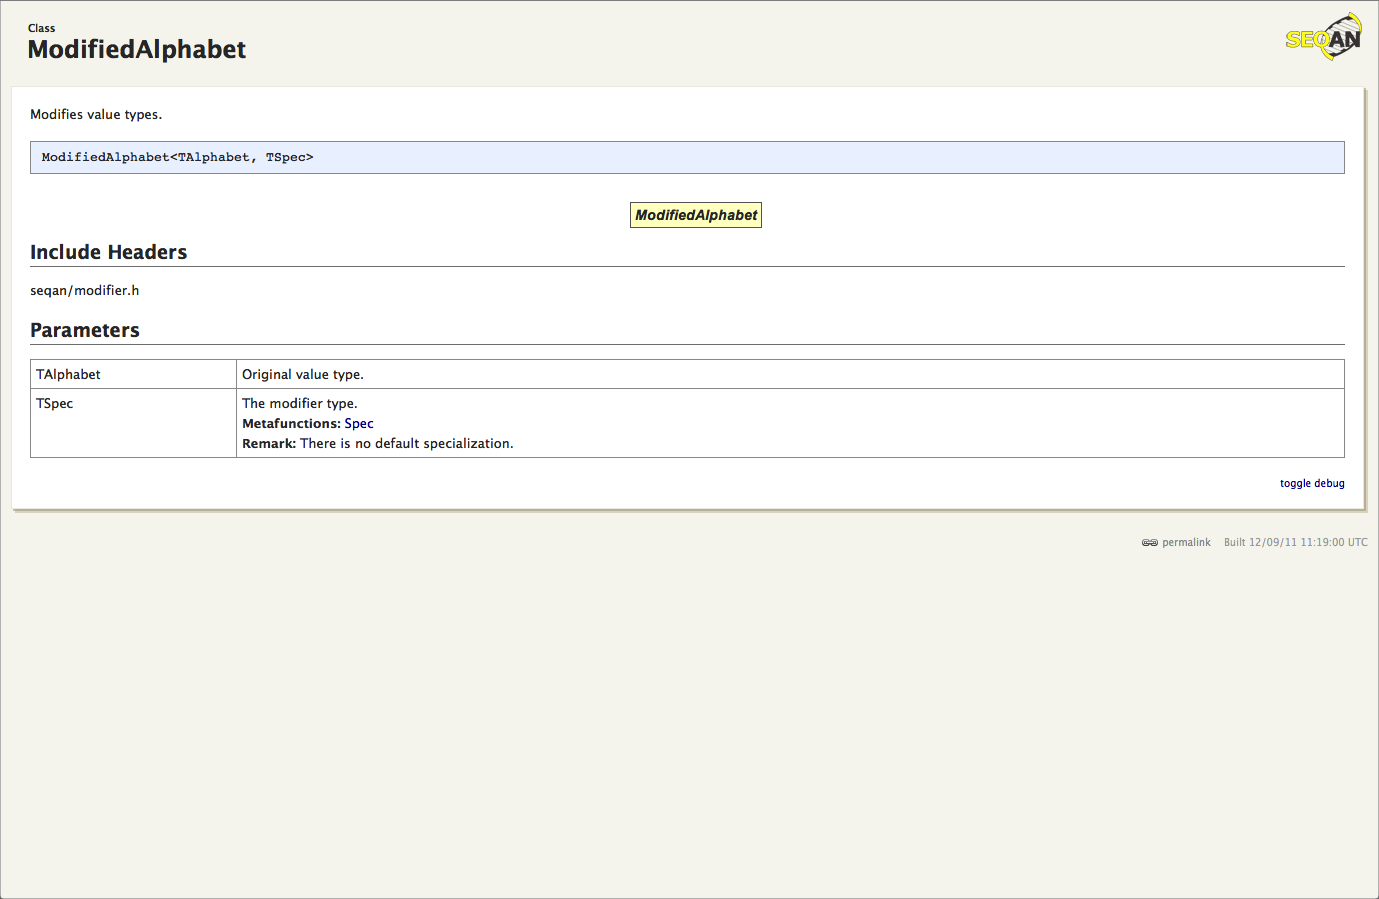 Class
ModifiedAlphabet
SEQAN
Modifies value types.
ModifiedAlphabet<TAlphabet, TSpec>
ModifiedAlphabet
Include Headers
seqan/modifier.h
Parameters
TAlphabet Original value type.
TSpec The modifier type.
Metafunctions: Spec
Remark: There is no default specialization.
toggle debug
permalink Built 12/09/11 11:19:00 UTC